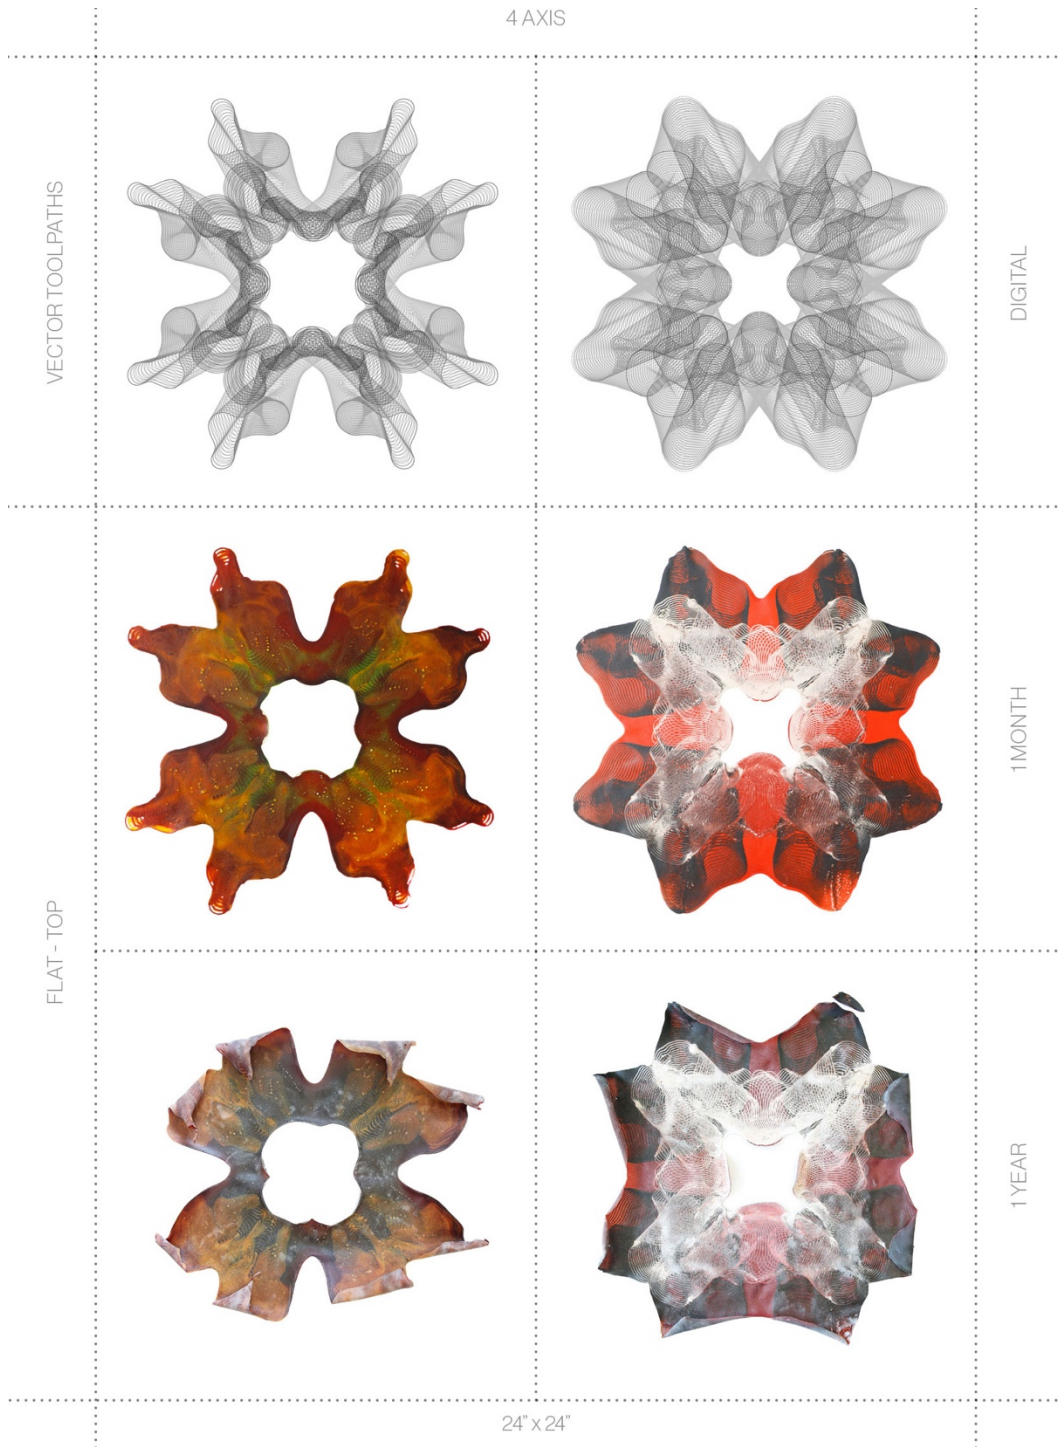 4 AXIS
VECTOR TOOLPATHS
DIGITAL
FLAT - TOP
1 MONTH
1 YEAR
24" x 24"